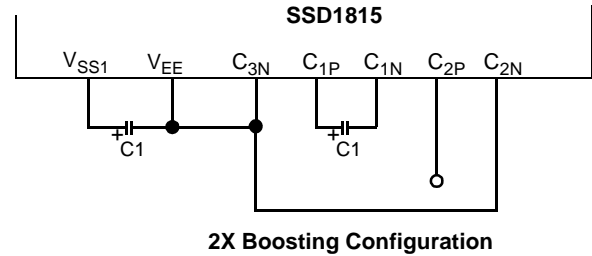 SSD1815
VSS1 VEE C3N C1P C1N C2P C2N
+ C1 + C1
2X Boosting Configuration